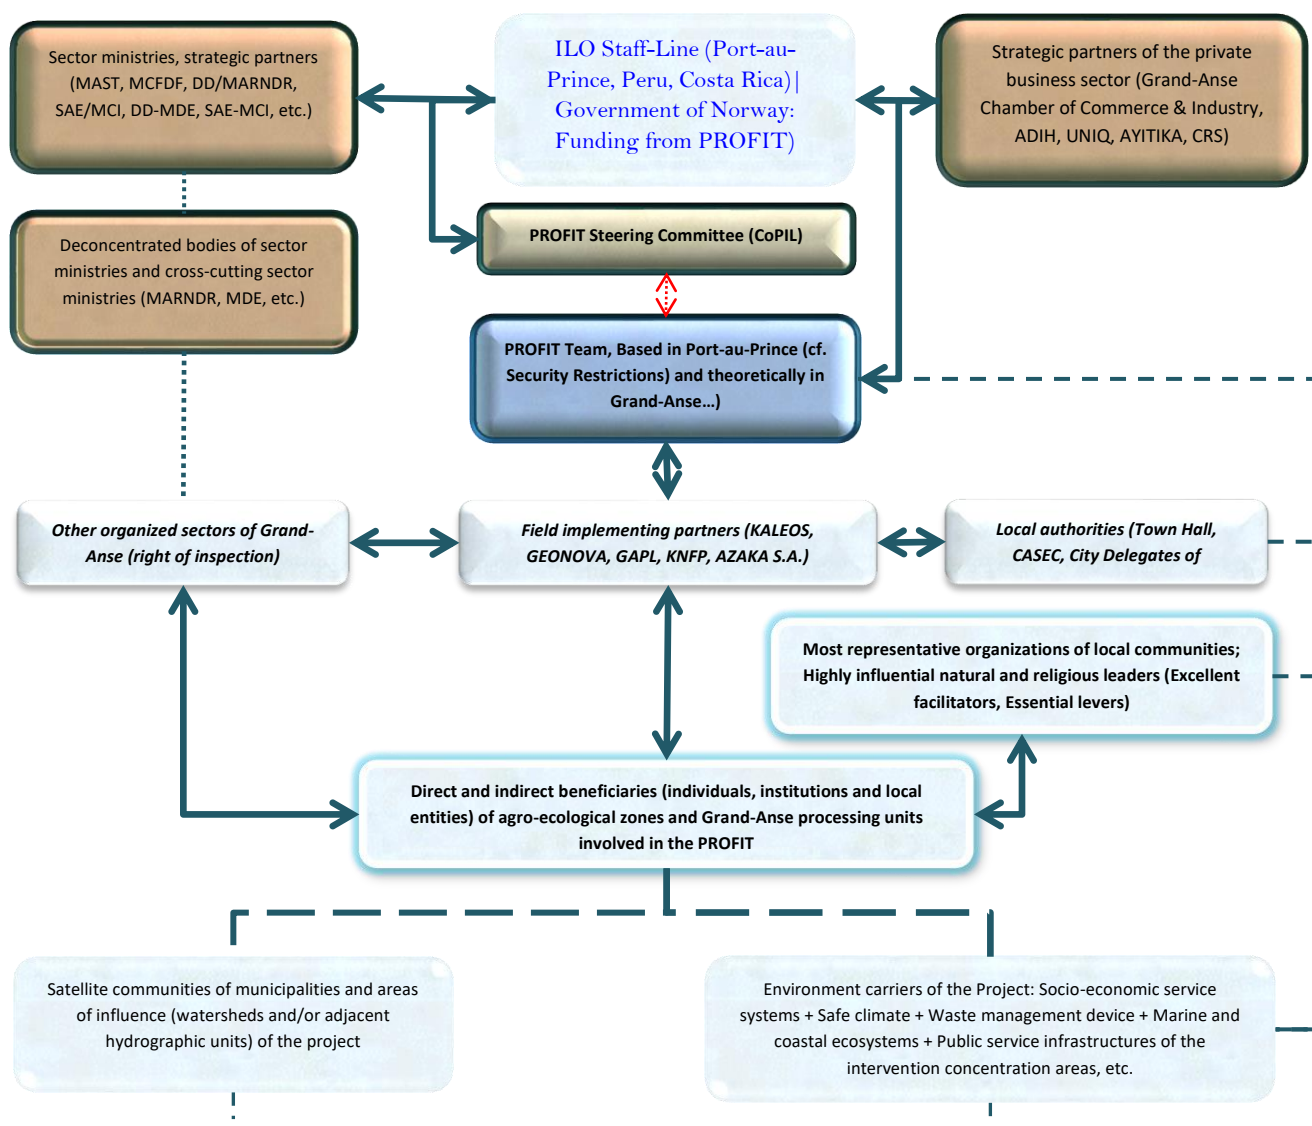 Sector ministries, strategic partners
(MAST, MCFDF, DD/MARNDR,
SAE/MCI, DD-MDE, SAE-MCI, etc.)
ILO Staff-Line (Port-au-
Prince, Peru, Costa Rica)|
Government of Norway:
Funding from PROFIT)
Strategic partners of the private
business sector (Grand-Anse
Chamber of Commerce & Industry,
ADIH, UNIQ, AYITIKA, CRS)
PROFIT Steering Committee (CoPIL)
Deconcentrated bodies of sector
ministries and cross-cutting sector
ministries (MARNDR, MDE, etc.)
PROFIT Team, Based in Port-au-Prince (cf.
Security Restrictions) and theoretically in
Grand-Anse…)
Other organized sectors of Grand-
Anse (right of inspection)
Field implementing partners (KALEOS,
GEONOVA, GAPL, KNFP, AZAKA S.A.)
Local authorities (Town Hall,
CASEC, City Delegates of
Most representative organizations of local communities;
Highly influential natural and religious leaders (Excellent
facilitators, Essential levers)
Direct and indirect beneficiaries (individuals, institutions and local
entities) of agro-ecological zones and Grand-Anse processing units
involved in the PROFIT
Satellite communities of municipalities and areas
of influence (watersheds and/or adjacent
hydrographic units) of the project
Environment carriers of the Project: Socio-economic service
systems + Safe climate + Waste management device + Marine and
coastal ecosystems + Public service infrastructures of the
intervention concentration areas, etc.